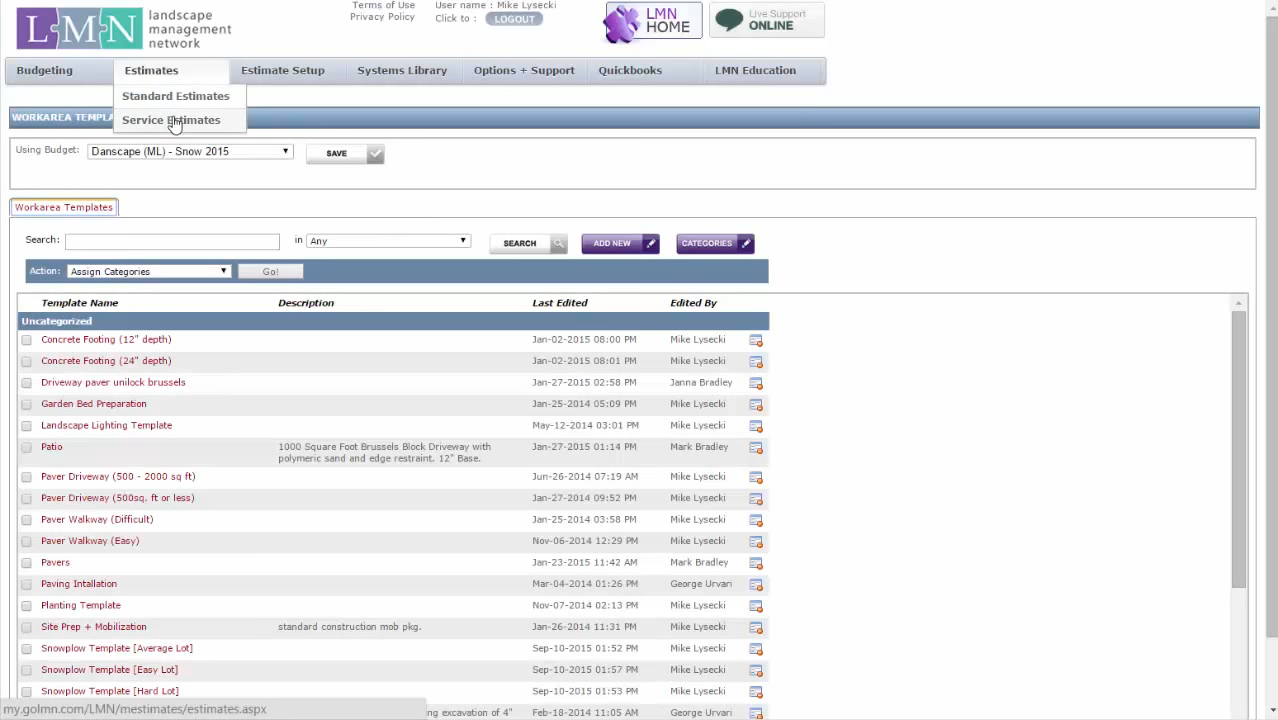 LMN landscape management network
Terms of Use
Privacy Policy
User name : Mike Lysecki
Click to : LOGOUT
LMN HOME
Live Support ONLINE
Budgeting Estimates Estimate Setup Systems Library Options + Support Quickbooks LMN Education
Standard Estimates
Service Estimates
WORKAREA TEMPLA
Using Budget: Danscape (ML) - Snow 2015 SAVE
Workarea Templates
Search: in Any SEARCH ADD NEW CATEGORIES
Action: Assign Categories Go!
Template Name Description Last Edited Edited By
Uncategorized
Concrete Footing (12" depth) Jan-02-2015 08:00 PM Mike Lysecki
Concrete Footing (24" depth) Jan-02-2015 08:01 PM Mike Lysecki
Driveway paver unilock brussels Jan-27-2015 02:58 PM Janna Bradley
Garden Bed Preparation Jan-25-2014 05:09 PM Mike Lysecki
Landscape Lighting Template May-12-2014 03:01 PM Mike Lysecki
Patio 1000 Square Foot Brussels Block Driveway with Jan-27-2015 01:14 PM Mark Bradley
polymeric sand and edge restraint. 12" Base.
Paver Driveway (500 - 2000 sq ft) Jun-26-2014 07:19 AM Mike Lysecki
Paver Driveway (500sq. ft or less) Jan-27-2014 09:52 PM Mike Lysecki
Paver Walkway (Difficult) Jan-25-2014 03:58 PM Mike Lysecki
Paver Walkway (Easy) Nov-06-2014 12:29 PM Mike Lysecki
Pavers Jan-23-2015 11:42 AM Mark Bradley
Paving Intallation Mar-04-2014 01:26 PM George Urvari
Planting Template Nov-07-2014 02:13 PM Mike Lysecki
Site Prep + Mobilization standard construction mob pkg. Jan-26-2014 11:31 PM Mike Lysecki
Snowplow Template [Average Lot] Sep-10-2015 01:52 PM Mike Lysecki
Snowplow Template [Easy Lot] Sep-10-2015 01:57 PM Mike Lysecki
Snowplow Template [Hard Lot] Sep-10-2015 01:53 PM Mike Lysecki
my.golmn.com/LMN/mestimates/estimates.aspx ng excavation of 4" Feb-18-2014 11:05 AM George Urvari